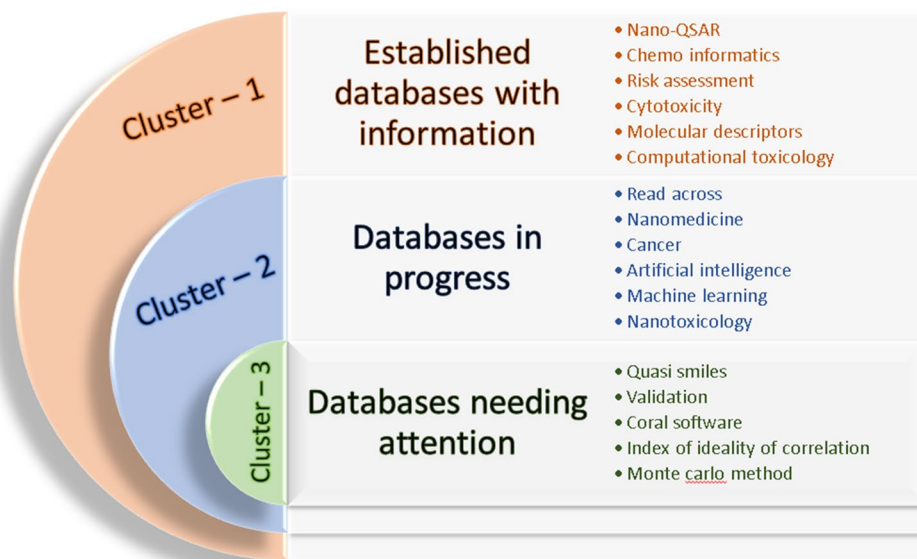 Cluster – 1
Established
databases with
information
• Nano-QSAR
• Chemo informatics
• Risk assessment
• Cytotoxicity
• Molecular descriptors
• Computational toxicology
Cluster – 2
Databases in
progress
• Read across
• Nanomedicine
• Cancer
• Artificial intelligence
• Machine learning
• Nanotoxicology
Cluster – 3
Databases needing
attention
• Quasi smiles
• Validation
• Coral software
• Index of ideality of correlation
• Monte carlo method